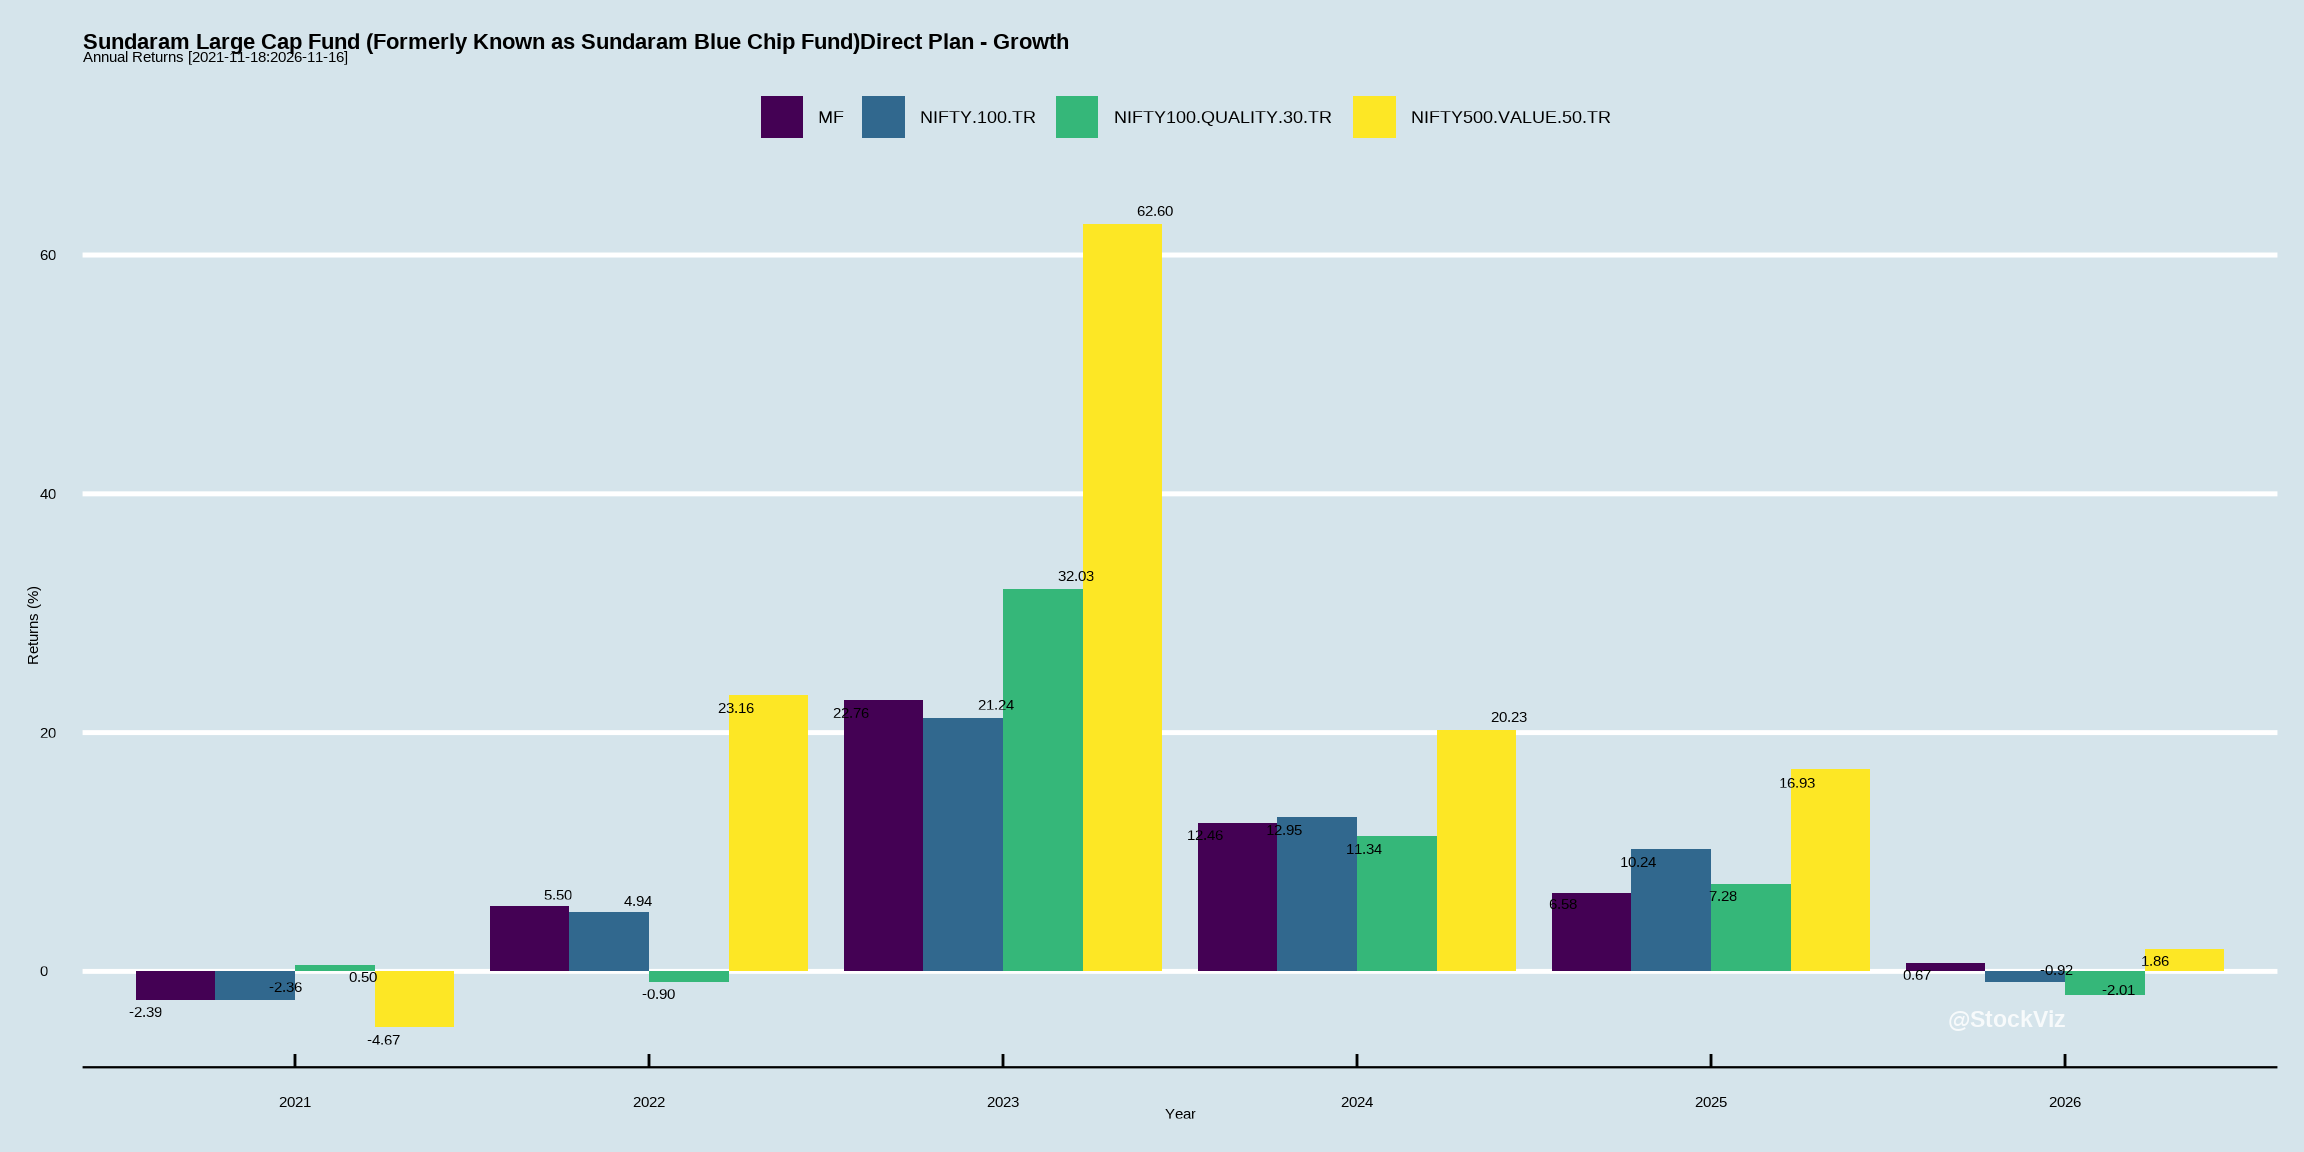 Sundaram Large Cap Fund (Formerly Known as Sundaram Blue Chip Fund)Direct Plan - Growth
Annual Returns [2021-11-18:2026-11-16]
MF NIFTY.100.TR NIFTY100.QUALITY.30.TR NIFTY500.VALUE.50.TR
62.60
60
40
32.03
Returns (%)
23.16 22.76 21.24
20.23
20
16.93
12.46 12.95 11.34
10.24
6.58 7.28
5.50 4.94
0
-2.39 -2.36 0.50 -4.67
-0.90
0.67 -0.92 -2.01 1.86
@StockViz
2021 2022 2023 2024 2025 2026
Year